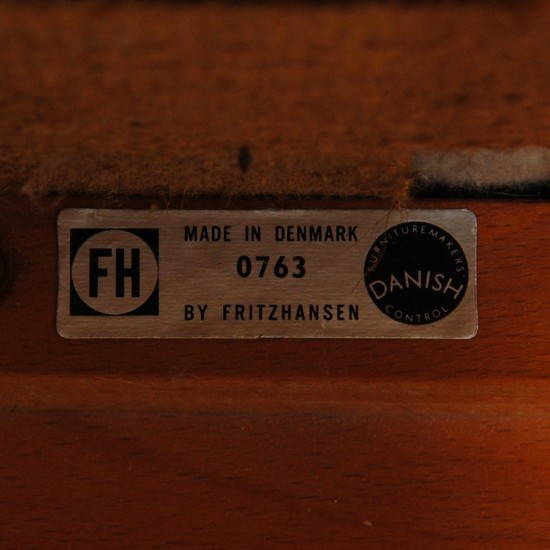 FH
MADE IN DENMARK
0763
BY FRITZHANSEN
FURNITUREMAKERS
DANISH
CONTROL